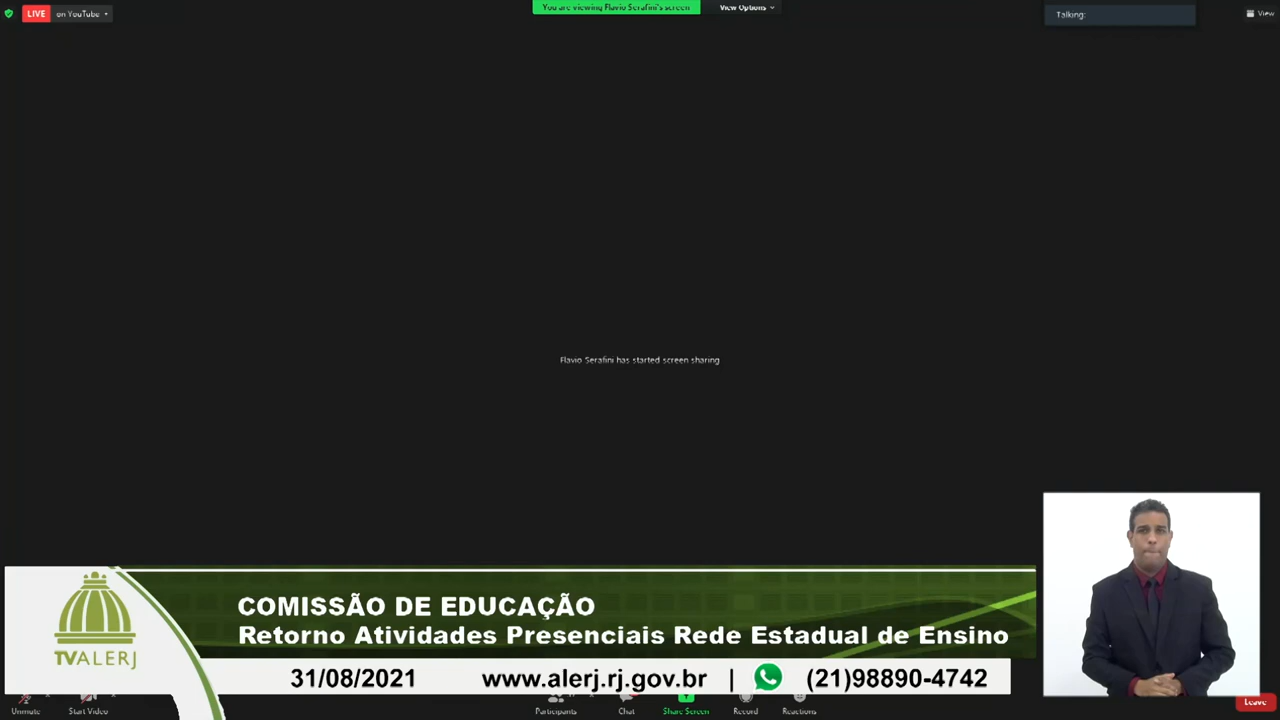 LIVE on YouTube
You are viewing Flavio Serafini's screen
View Options
Talking:
View
Flavio Serafini has started screen sharing
COMISSÃO DE EDUCAÇÃO
Retorno Atividades Presenciais Rede Estadual de Ensino
TVALERJ
31/08/2021 www.alerj.rj.gov.br | (21)98890-4742
Unmute
Start Video
Participants
Chat
Share Screen
Record
Reactions
Leave